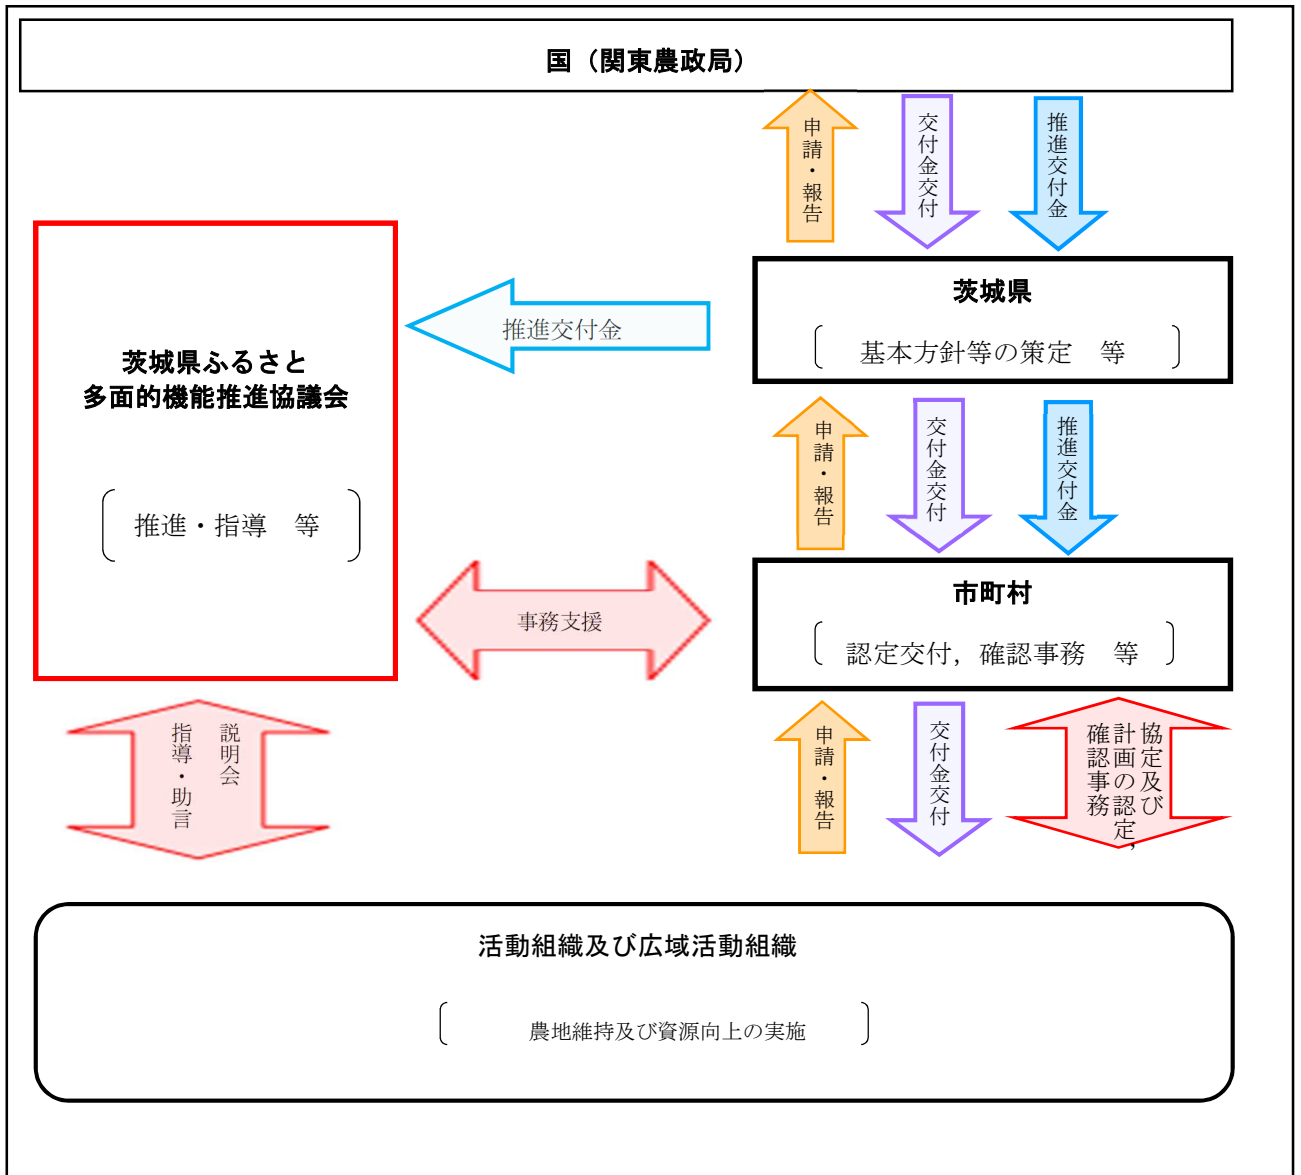 国（関東農政局）
申請・報告
交付金交付
推進交付金
茨城県
基本方針等の策定　等
推進交付金
茨城県ふるさと
多面的機能推進協議会
推進・指導　等
申請・報告
交付金交付
推進交付金
市町村
認定交付，確認事務　等
事務支援
説明会
指導・助言
申請・報告
交付金交付
協定及び
計画の認定，
確認事務
活動組織及び広域活動組織
農地維持及び資源向上の実施